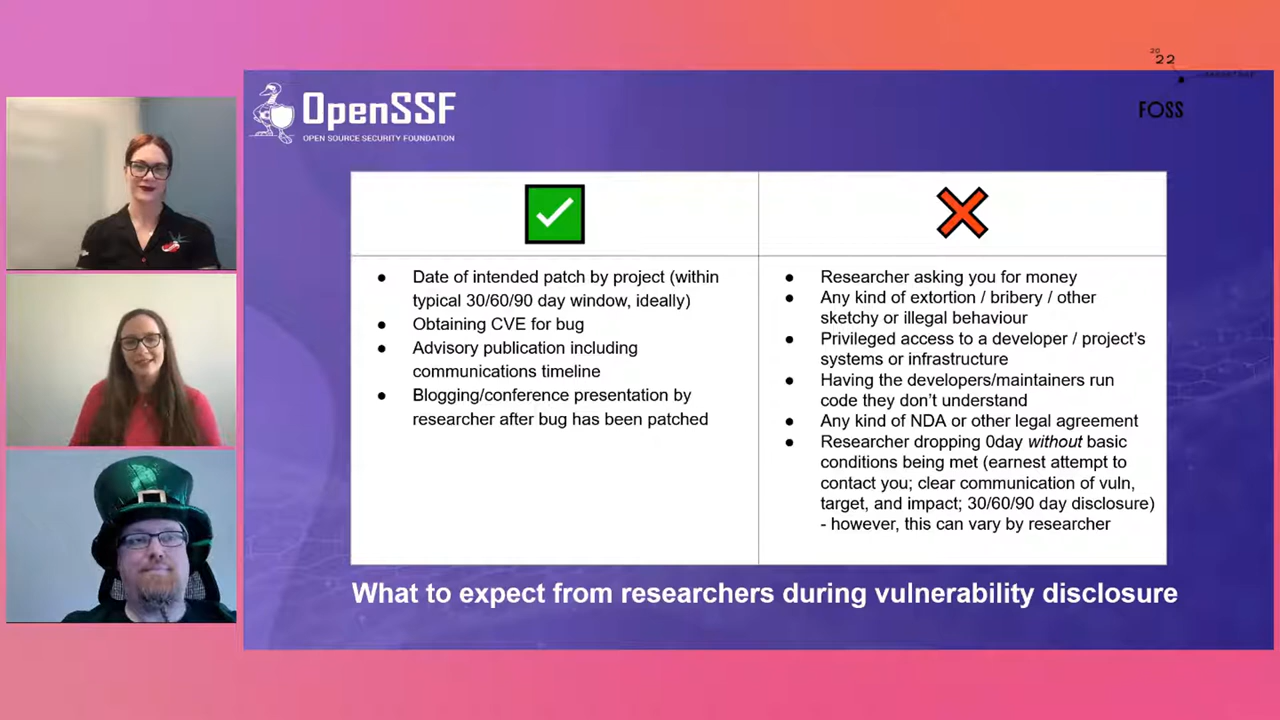 OpenSSF
OPEN SOURCE SECURITY FOUNDATION
20
22
FOSS
● Date of intended patch by project (within
typical 30/60/90 day window, ideally)
● Obtaining CVE for bug
● Advisory publication including
communications timeline
● Blogging/conference presentation by
researcher after bug has been patched
● Researcher asking you for money
● Any kind of extortion / bribery / other
sketchy or illegal behaviour
● Privileged access to a developer / project's
systems or infrastructure
● Having the developers/maintainers run
code they don't understand
● Any kind of NDA or other legal agreement
● Researcher dropping 0day without basic
conditions being met (earnest attempt to
contact you; clear communication of vuln,
target, and impact; 30/60/90 day disclosure)
- however, this can vary by researcher
What to expect from researchers during vulnerability disclosure